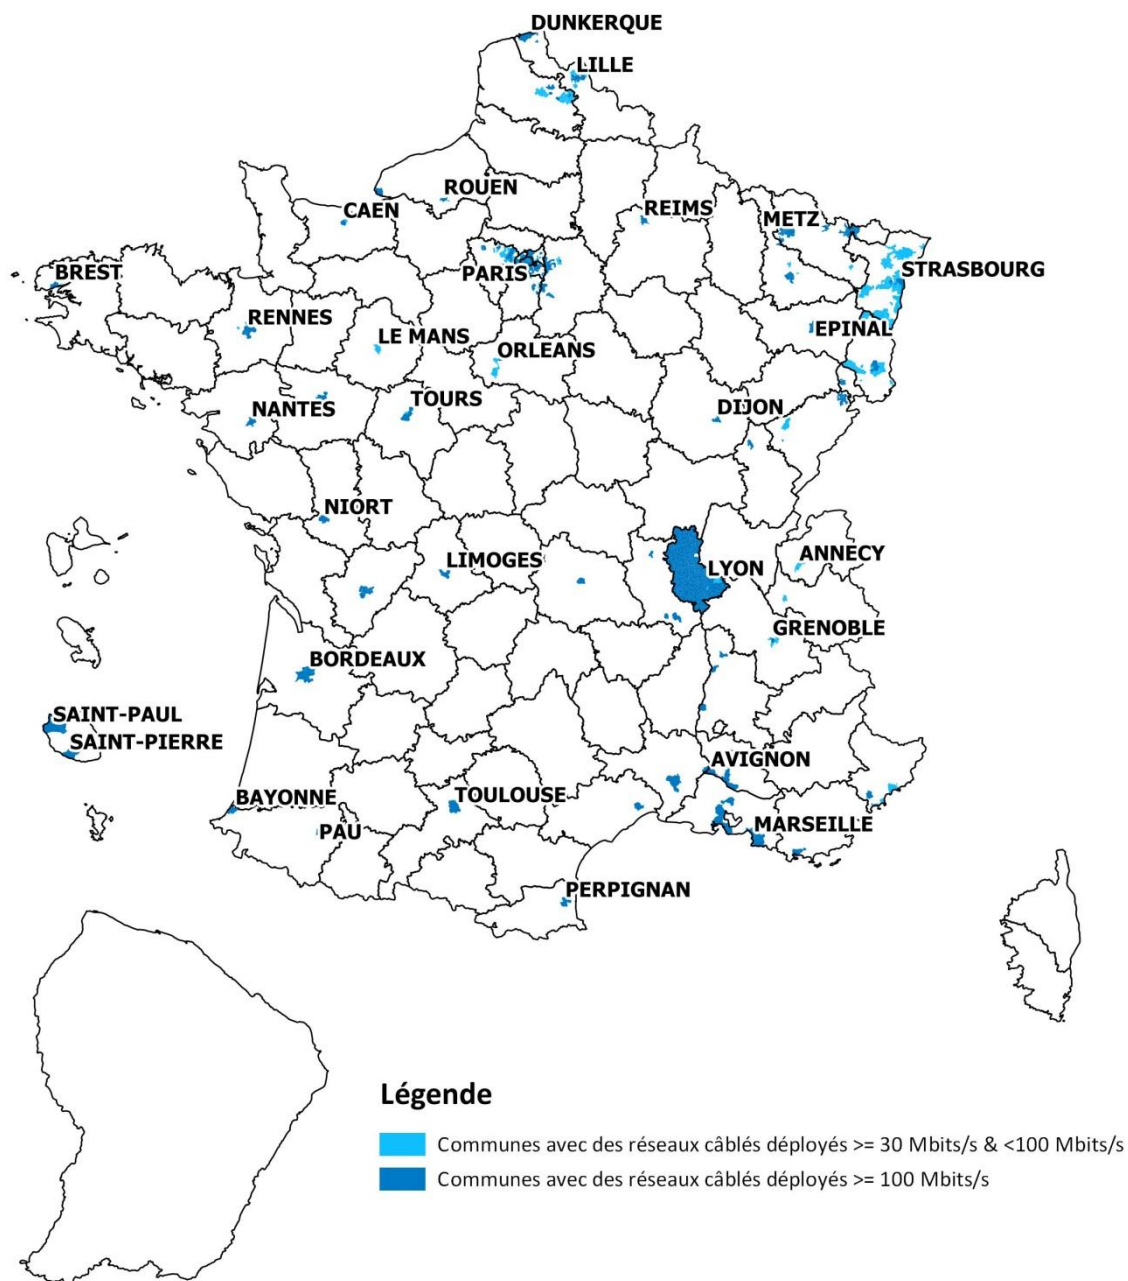 DUNKERQUE
LILLE
ROUEN
CAEN
REIMS
METZ
BREST
PARIS
STRASBOURG
RENNES
LE MANS
ORLEANS
EPINAL
NANTES
TOURS
DIJON
NIORT
LIMOGES
LYON
ANNECY
GRENOBLE
BORDEAUX
SAINT-PAUL
SAINT-PIERRE
AVIGNON
BAYONNE
TOULOUSE
PAU
MARSEILLE
PERPIGNAN
Légende
Communes avec des réseaux câblés déployés >= 30 Mbits/s & <100 Mbits/s
Communes avec des réseaux câblés déployés >= 100 Mbits/s